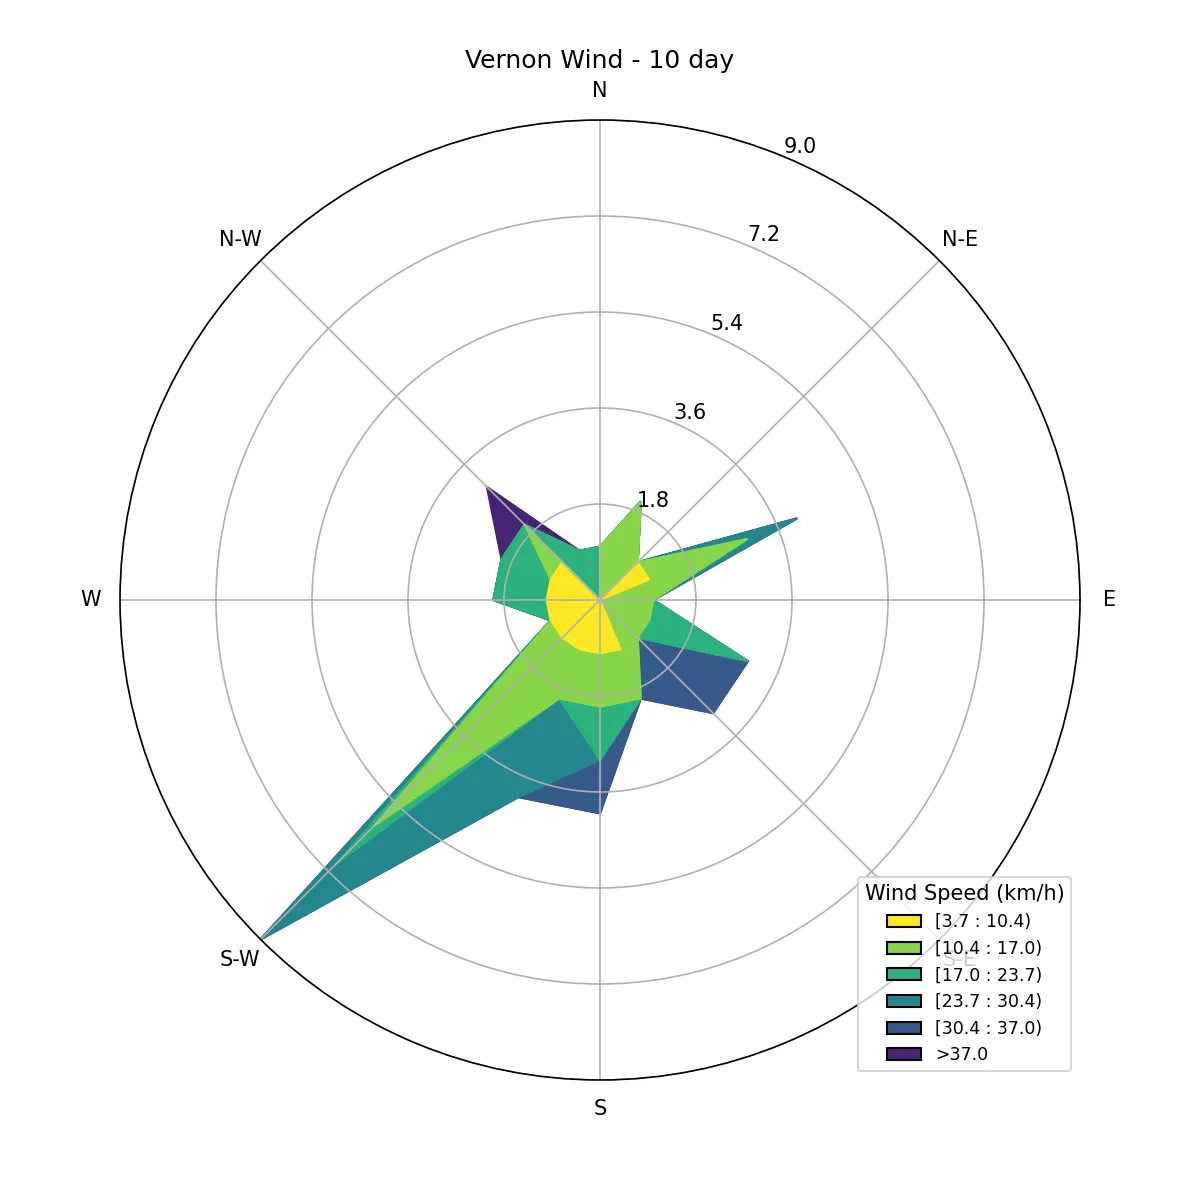 Vernon Wind - 10 day
N
9.0
N-W
N-E
7.2
5.4
3.6
1.8
W
E
S-W
S-E
Wind Speed (km/h)
[3.7 : 10.4)
[10.4 : 17.0)
[17.0 : 23.7)
[23.7 : 30.4)
[30.4 : 37.0)
>37.0
S